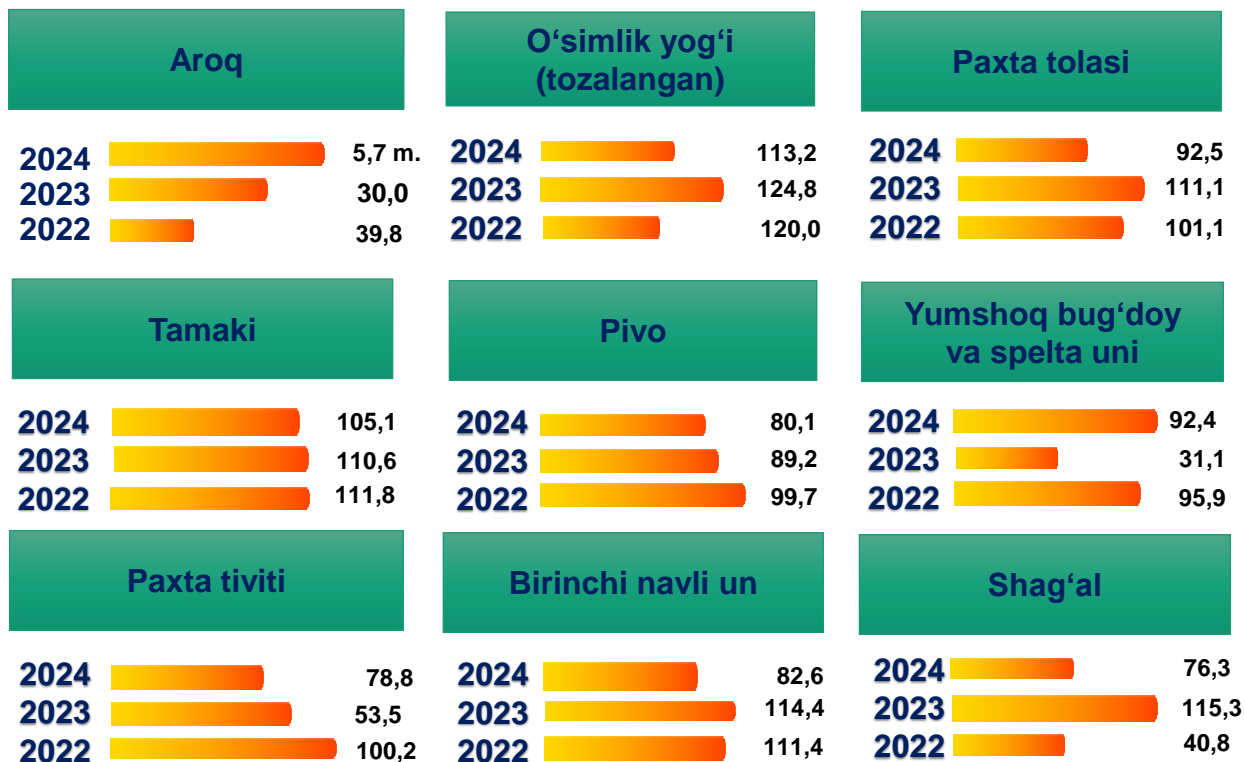 Aroq
2024 5,7 m.
2023 30,0
2022 39,8
O‘simlik yog‘i
(tozalangan)
2024 113,2
2023 124,8
2022 120,0
Paxta tolasi
2024 92,5
2023 111,1
2022 101,1
Tamaki
2024 105,1
2023 110,6
2022 111,8
Pivo
2024 80,1
2023 89,2
2022 99,7
Yumshoq bug‘doy
va spelta uni
2024 92,4
2023 31,1
2022 95,9
Paxta tiviti
2024 78,8
2023 53,5
2022 100,2
Birinchi navli un
2024 82,6
2023 114,4
2022 111,4
Shag‘al
2024 76,3
2023 115,3
2022 40,8